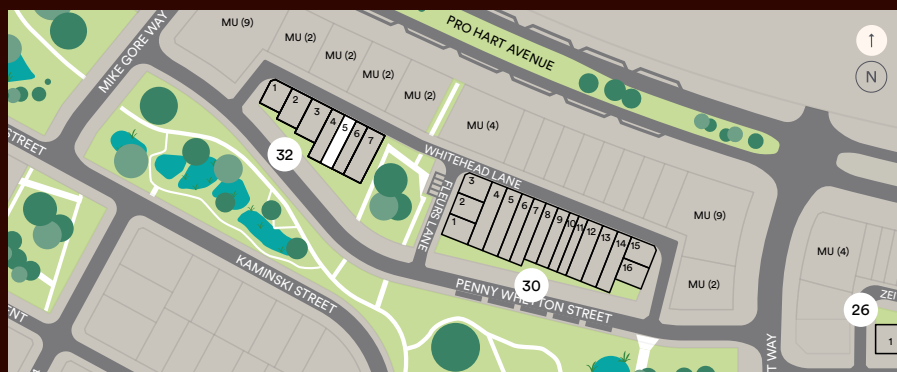 MU (9)
MU (2)
MU (2)
MU (2)
MU (2)
MU (4)
PRO HART AVENUE
↑
N
MIKE GORE WAY
STREET
1
2
3
4
5
6
7
32
WHITEHEAD LANE
FLEURS LANE
3
2
1
4
5
6
7
8
9
10
11
12
13
14
15
16
MU (9)
MU (2)
MU (4)
30
PENNY WHETTON STREET
KAMINSKI STREET
26
1
WAY